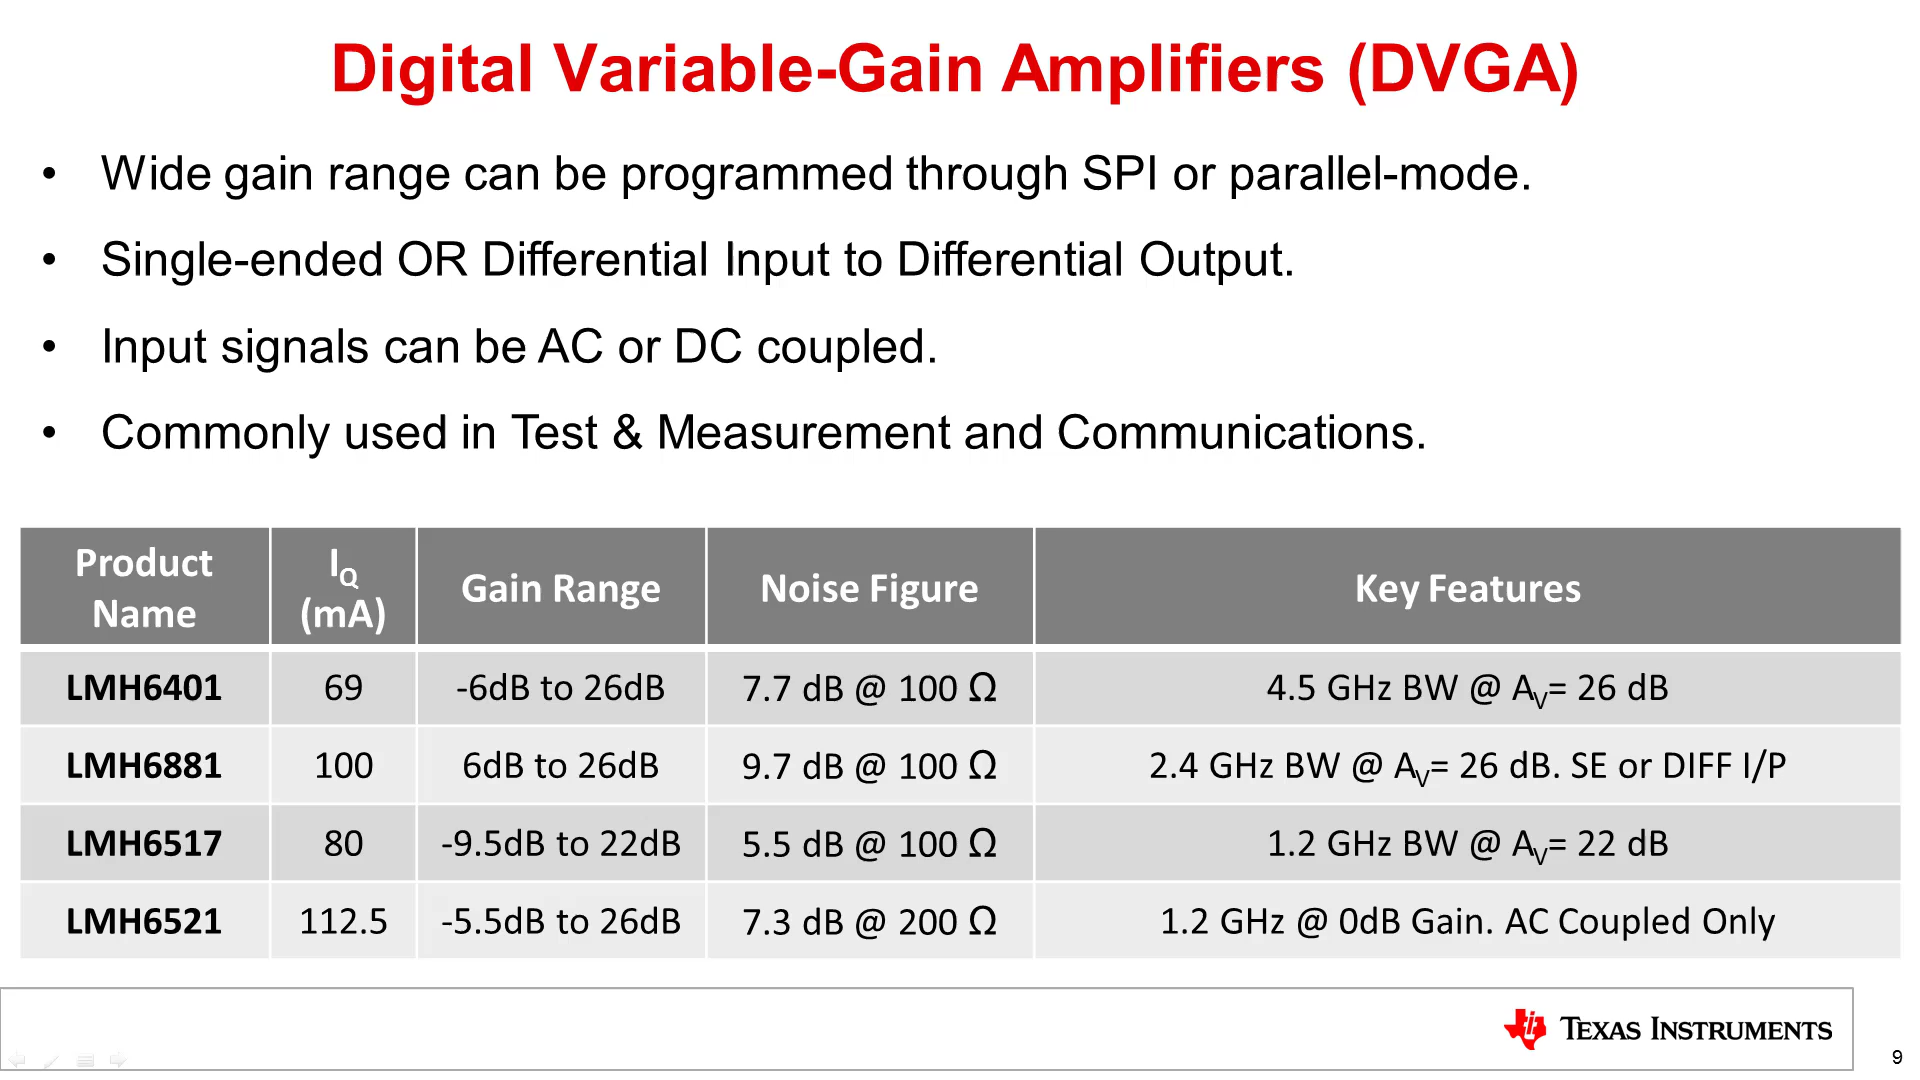 Digital Variable-Gain Amplifiers (DVGA)
• Wide gain range can be programmed through SPI or parallel-mode.
• Single-ended OR Differential Input to Differential Output.
• Input signals can be AC or DC coupled.
• Commonly used in Test & Measurement and Communications.
Product Name IQ (mA) Gain Range Noise Figure Key Features
LMH6401 69 -6dB to 26dB 7.7 dB @ 100 Ω 4.5 GHz BW @ AV= 26 dB
LMH6881 100 6dB to 26dB 9.7 dB @ 100 Ω 2.4 GHz BW @ AV= 26 dB. SE or DIFF I/P
LMH6517 80 -9.5dB to 22dB 5.5 dB @ 100 Ω 1.2 GHz BW @ AV= 22 dB
LMH6521 112.5 -5.5dB to 26dB 7.3 dB @ 200 Ω 1.2 GHz @ 0dB Gain. AC Coupled Only
TEXAS INSTRUMENTS
9